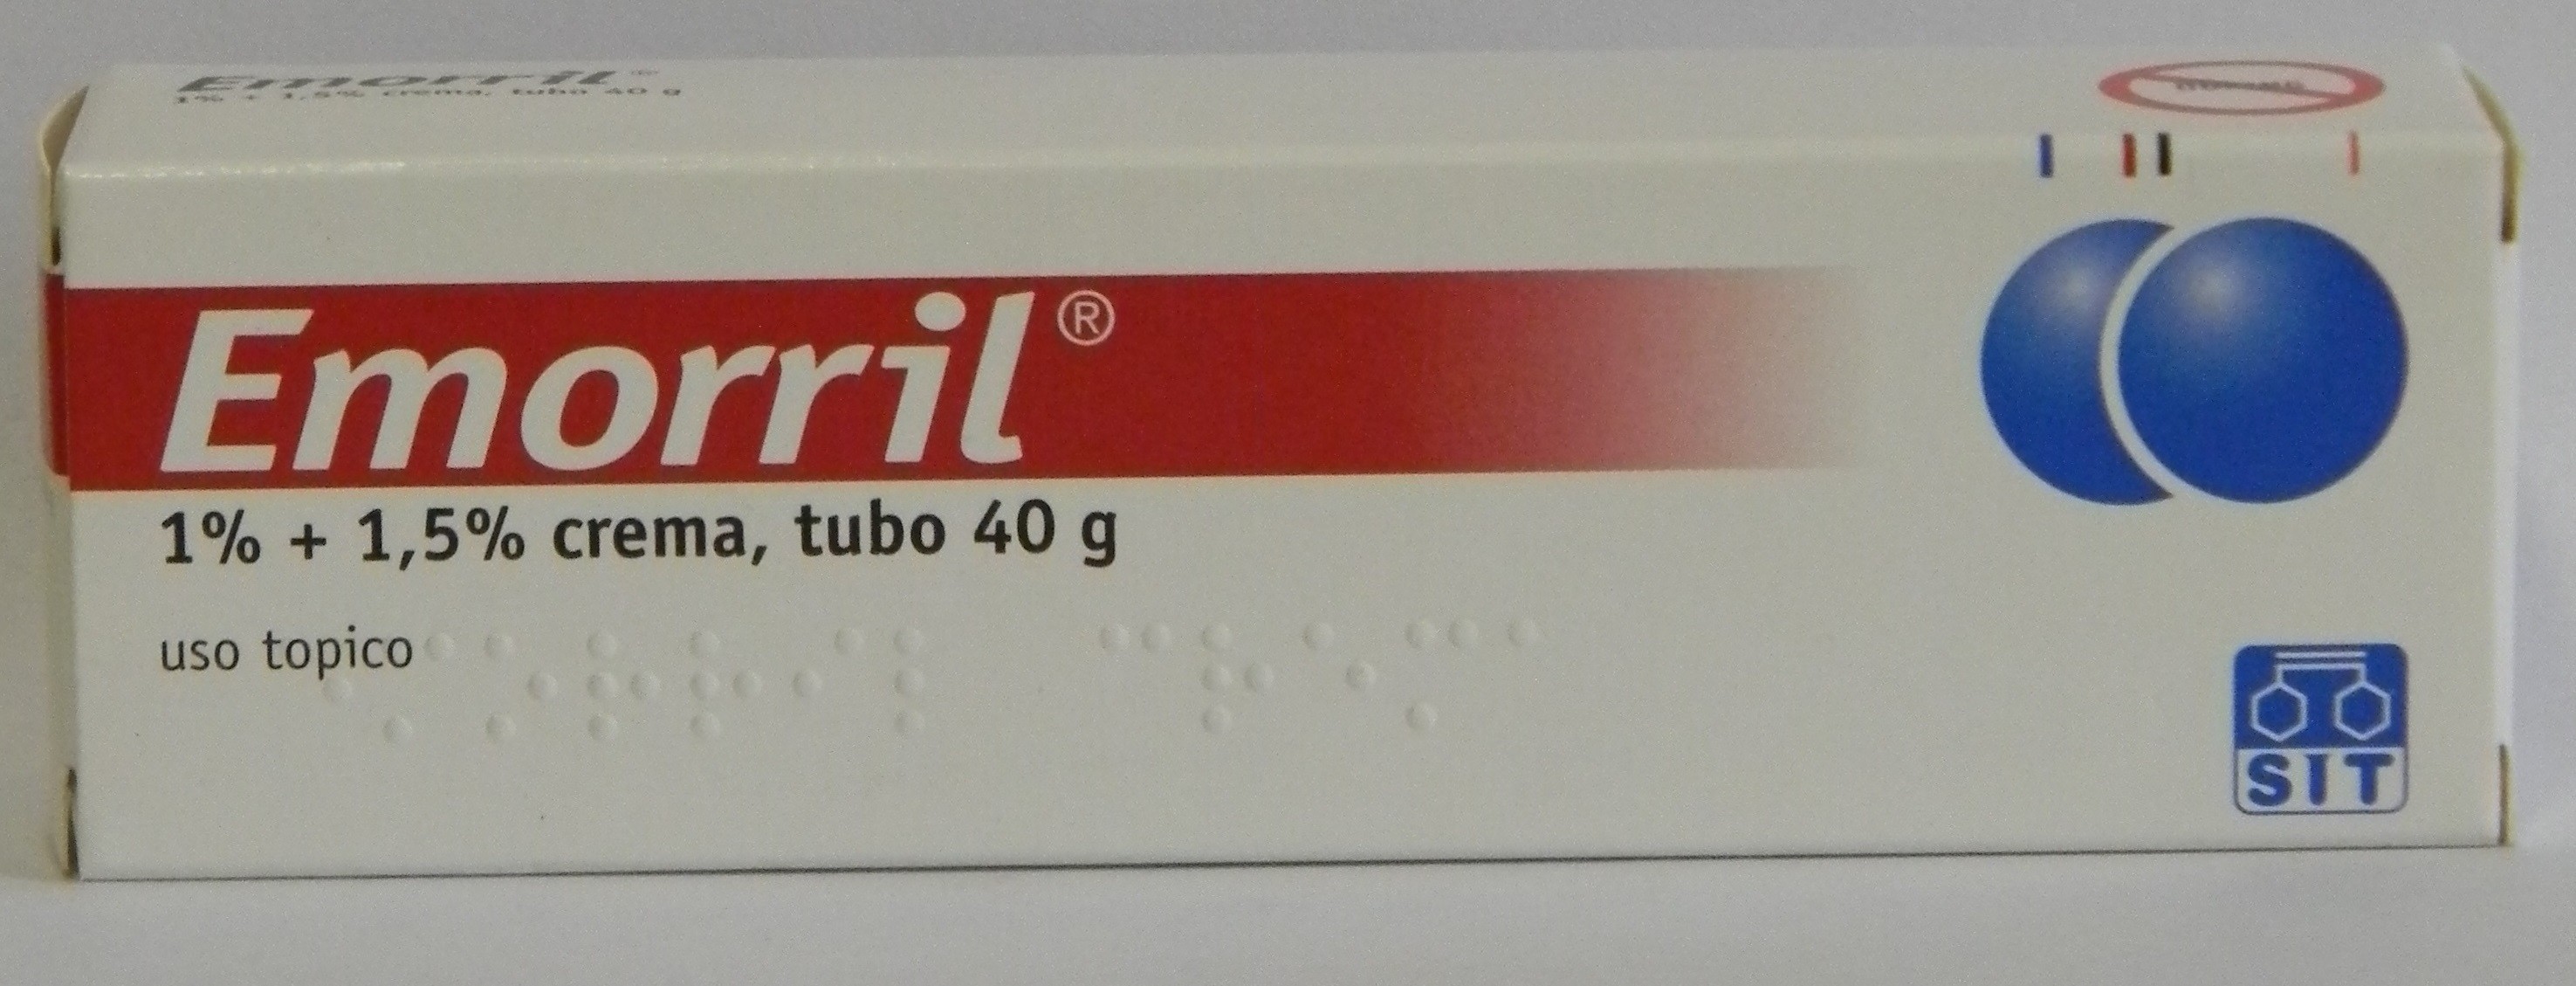 Emorril®
1% + 1,5% crema, tubo 40 g
Emorril®
1% + 1,5% crema, tubo 40 g
uso topico
SIT